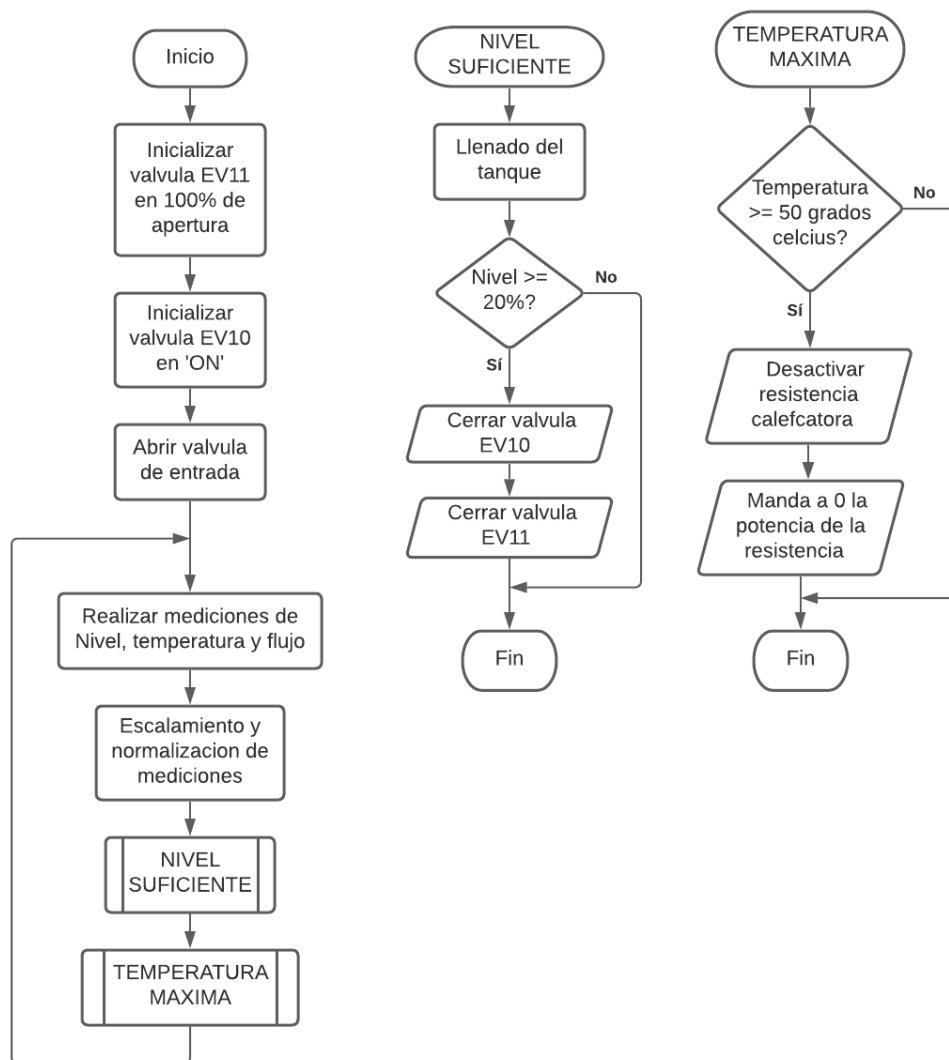 Inicio
Inicializar
valvula EV11
en 100% de
apertura
Inicializar
valvula EV10
en 'ON'
Abrir valvula
de entrada
Realizar mediciones de
Nivel, temperatura y flujo
Escalamiento y
normalizacion de
mediciones
NIVEL
SUFICIENTE
TEMPERATURA
MAXIMA
NIVEL
SUFICIENTE
Llenado del
tanque
Nivel >=
20%?
No
Sí
Cerrar valvula
EV10
Cerrar valvula
EV11
Fin
TEMPERATURA
MAXIMA
Temperatura
>= 50 grados
celcius?
No
Sí
Desactivar
resistencia
calefcatora
Manda a 0 la
potencia de la
resistencia
Fin